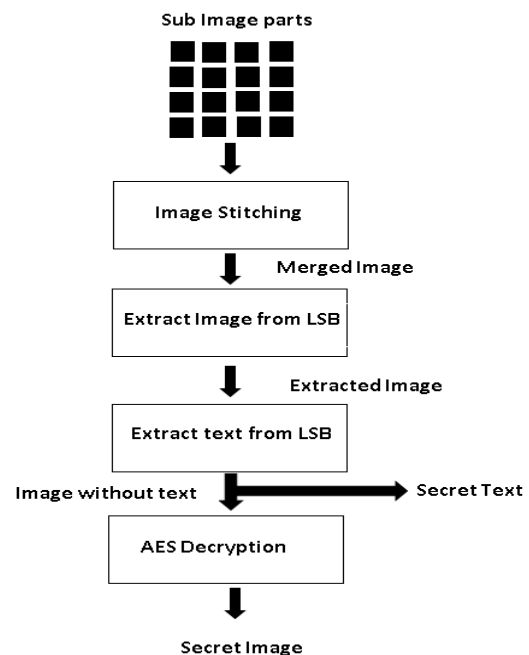 Sub Image parts
Image Stitching
Merged Image
Extract Image from LSB
Extracted Image
Extract text from LSB
Image without text
Secret Text
AES Decryption
Secret Image